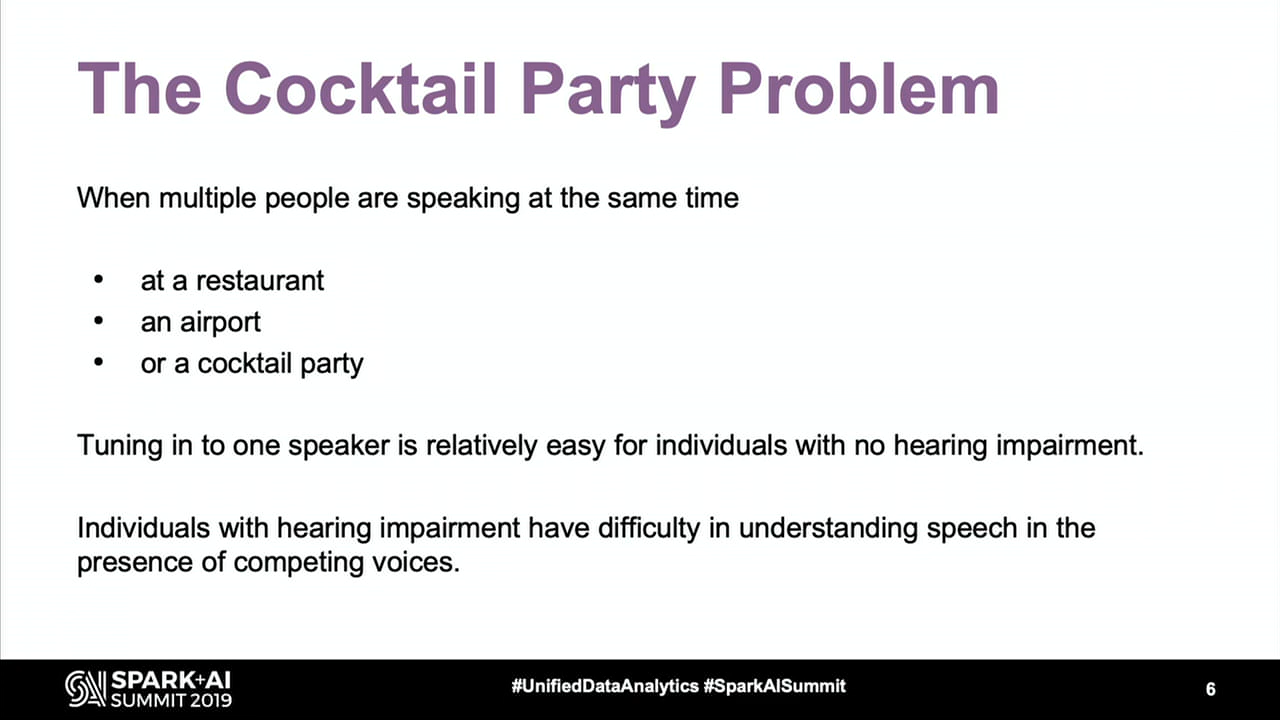 The Cocktail Party Problem
When multiple people are speaking at the same time
• at a restaurant
• an airport
• or a cocktail party
Tuning in to one speaker is relatively easy for individuals with no hearing impairment.
Individuals with hearing impairment have difficulty in understanding speech in the
presence of competing voices.
SPARK+AI
SUMMIT 2019
#UnifiedDataAnalytics #SparkAISummit
6